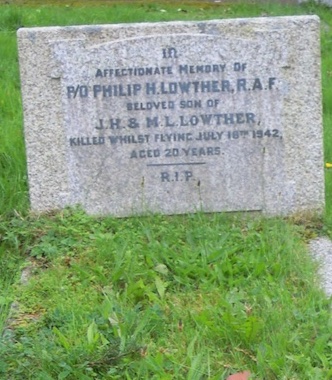 IN
AFFECTIONATE MEMORY OF
P/O PHILIP H. LOWTHER, R.A.F.
BELOVED SON OF
J.H. & M.L. LOWTHER,
KILLED WHILST FLYING JULY 16TH 1942,
AGED 20 YEARS.
R.I.P.